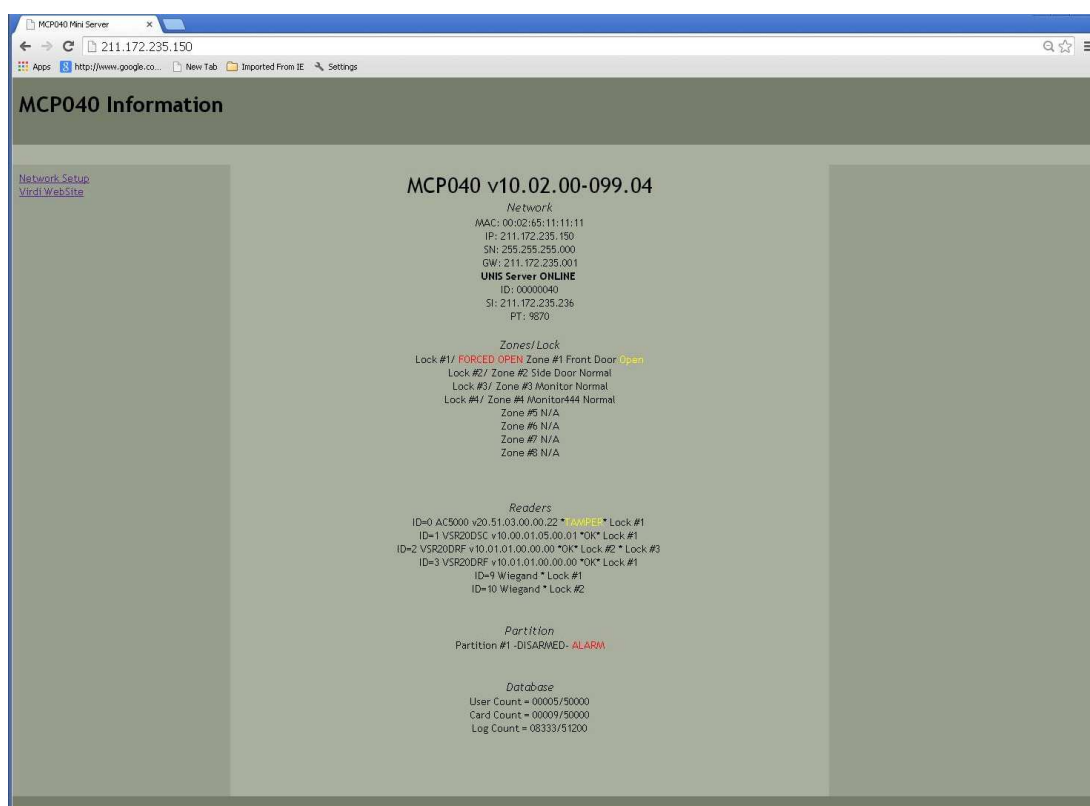 MCP040 Mini Server
211.172.235.150
Apps http://www.google.co... New Tab Imported From IE Settings
MCP040 Information
Network Setup
Virdi WebSite
MCP040 v10.02.00-099.04
Network
MAC: 00:02:65:11:11:11
IP: 211.172.235.150
SN: 255.255.255.000
GW: 211.172.235.001
UNIS Server ONLINE
ID: 00000040
SI: 211.172.235.236
PT: 9870
Zones/Lock
Lock #1/ FORCED OPEN Zone #1 Front Door Open
Lock #2/ Zone #2 Side Door Normal
Lock #3/ Zone #3 Monitor Normal
Lock #4/ Zone #4 Monitor444 Normal
Zone #5 N/A
Zone #6 N/A
Zone #7 N/A
Zone #8 N/A
Readers
ID=0 AC5000 v20.51.03.00.00.22 *TAMPER* Lock #1
ID=1 VSR20DSC v10.00.01.05.00.01 *OK* Lock #1
ID=2 VSR20DRF v10.01.01.00.00.00 *OK* Lock #2 * Lock #3
ID=3 VSR20DRF v10.01.01.00.00.00 *OK* Lock #1
ID=9 Wiegand * Lock #1
ID=10 Wiegand * Lock #2
Partition
Partition #1 -DISARMED- ALARM
Database
User Count = 00005/50000
Card Count = 00009/50000
Log Count = 08333/51200